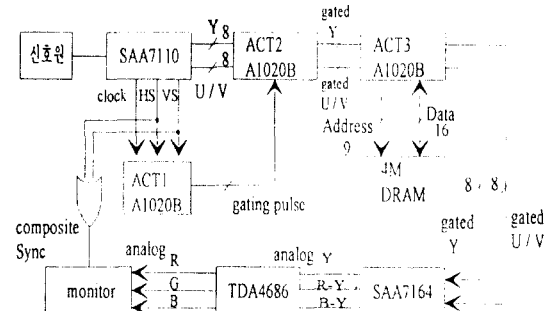 신호원
SAA7110
Y 8
8
U / V
ACT2
A1020B
gated
Y
gated
U / V
ACT3
A1020B
clock HS VS
Address
9
Data
16
ACT1
A1020B
gating pulse
4M
DRAM
8 / 8
composite
Sync
gated
Y
gated
U / V
monitor
analog R
G
B
TDA4686
analog Y
R-Y
B-Y
SAA7164